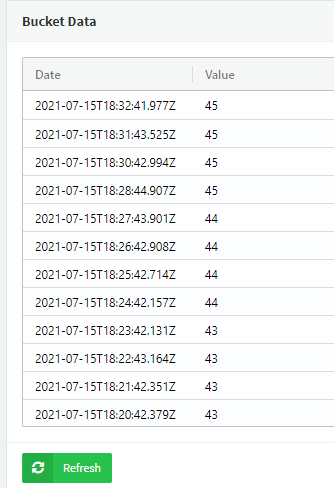 Bucket Data
Date Value
2021-07-15T18:32:41.977Z 45
2021-07-15T18:31:43.525Z 45
2021-07-15T18:30:42.994Z 45
2021-07-15T18:28:44.907Z 45
2021-07-15T18:27:43.901Z 44
2021-07-15T18:26:42.908Z 44
2021-07-15T18:25:42.714Z 44
2021-07-15T18:24:42.157Z 44
2021-07-15T18:23:42.131Z 43
2021-07-15T18:22:43.164Z 43
2021-07-15T18:21:42.351Z 43
2021-07-15T18:20:42.379Z 43
Refresh